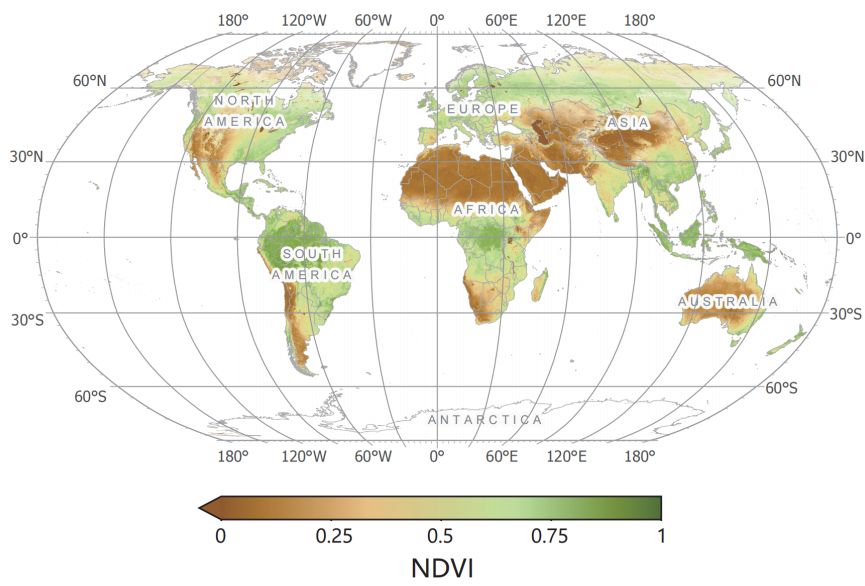 180° 120°W 60°W 0° 60°E 120°E 180°
60°N 60°N
NORTH
AMERICA
EUROPE
ASIA
30°N 30°N
AFRICA
0° 0°
SOUTH
AMERICA
AUSTRALIA
30°S 30°S
60°S 60°S
ANTARCTICA
180° 120°W 60°W 0° 60°E 120°E 180°
0 0.25 0.5 0.75 1
NDVI